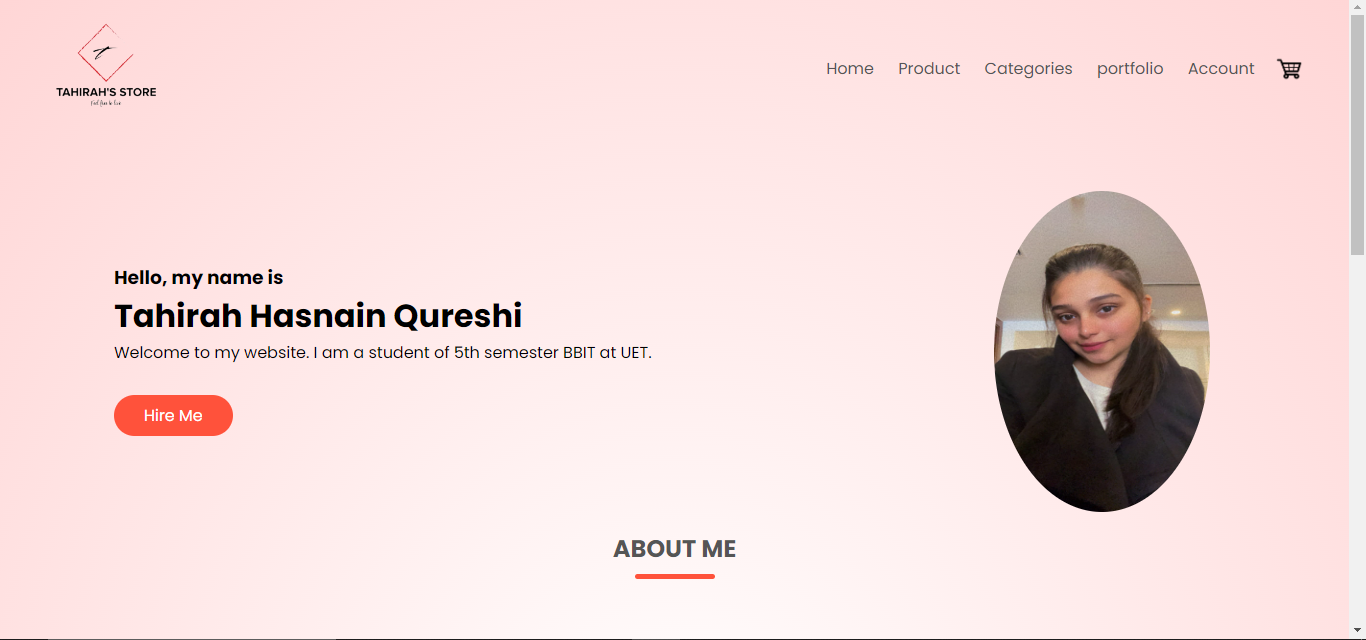 TAHIRAH'S STORE
Home Product Categories portfolio Account
Hello, my name is
Tahirah Hasnain Qureshi
Welcome to my website. I am a student of 5th semester BBIT at UET.
Hire Me
ABOUT ME